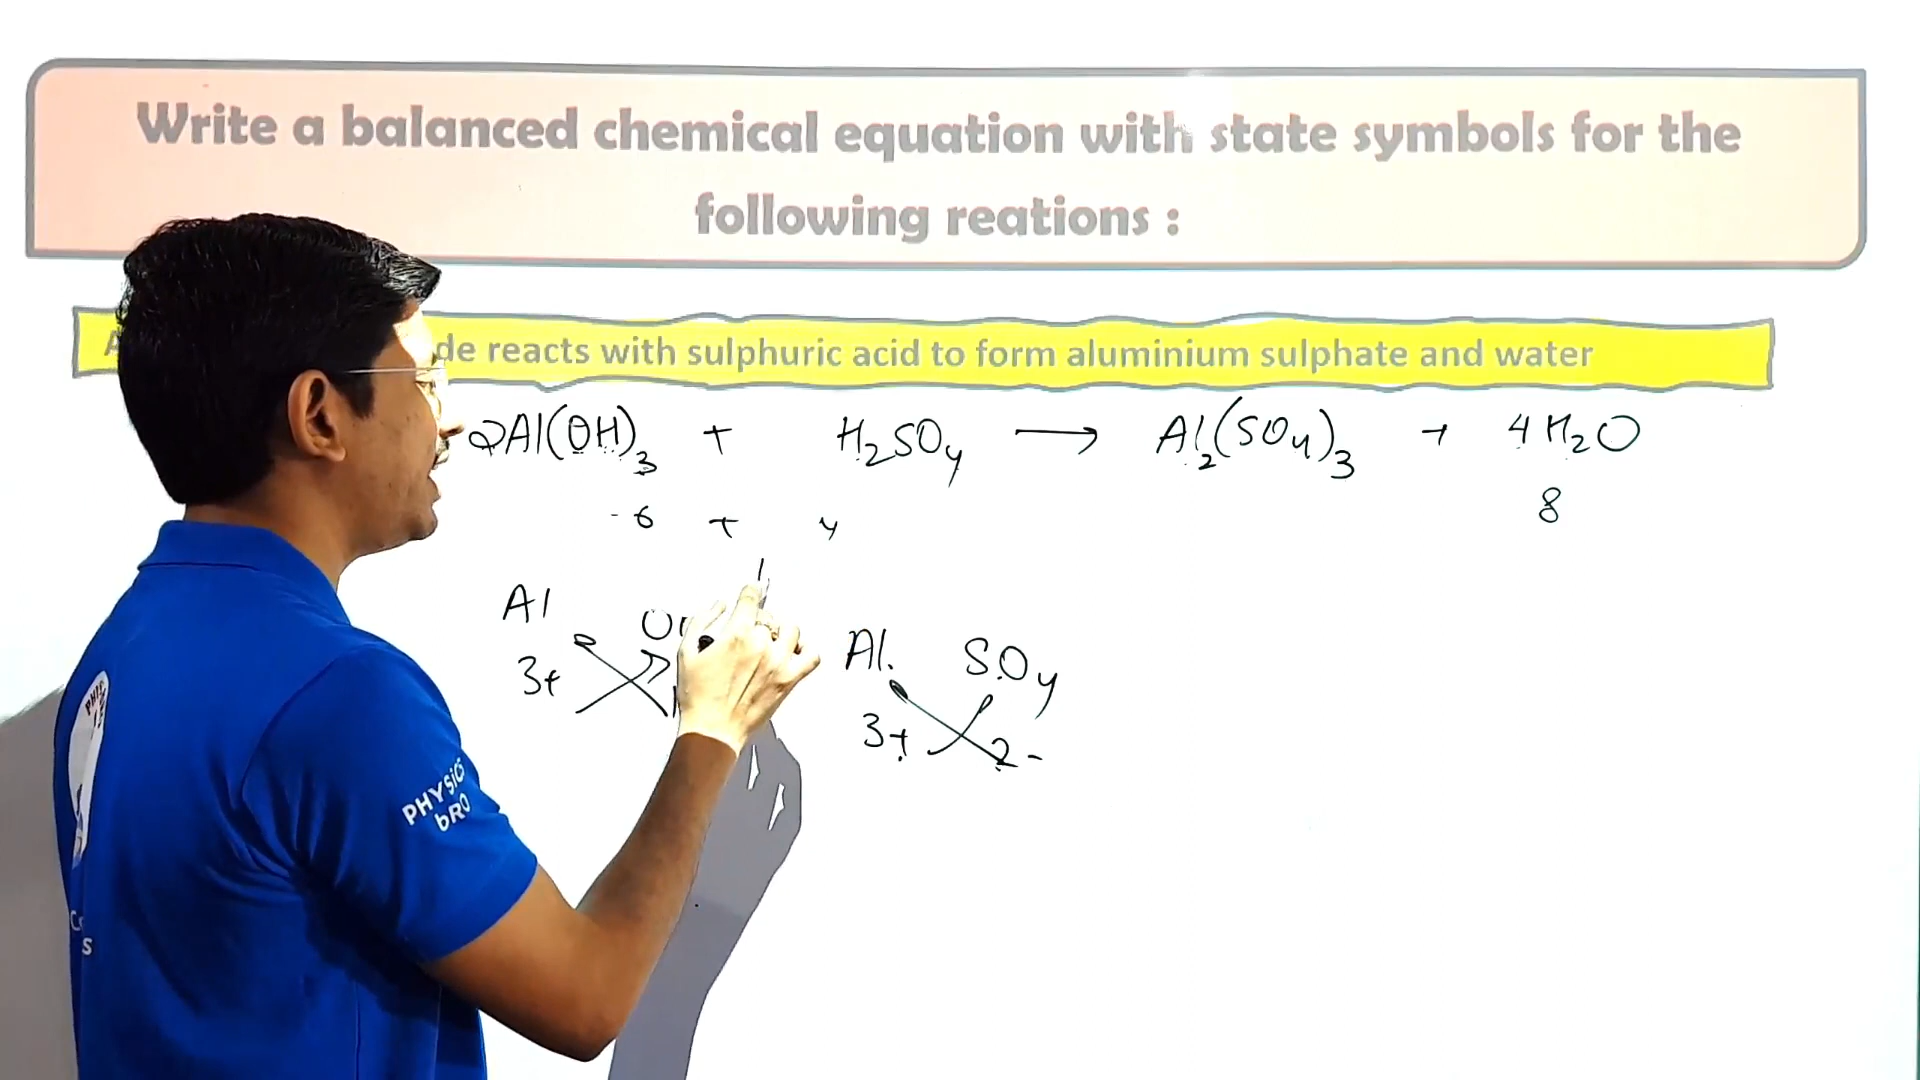 Write a balanced chemical equation with state symbols for the
following reations :
de reacts with sulphuric acid to form aluminium sulphate and water
2Al(OH)₃ + H₂SO₄ → Al₂(SO₄)₃ + 4H₂O
6 + 4 8
Al
3+
Al SO₄
3+ 2-
PHYSiCS
bRO